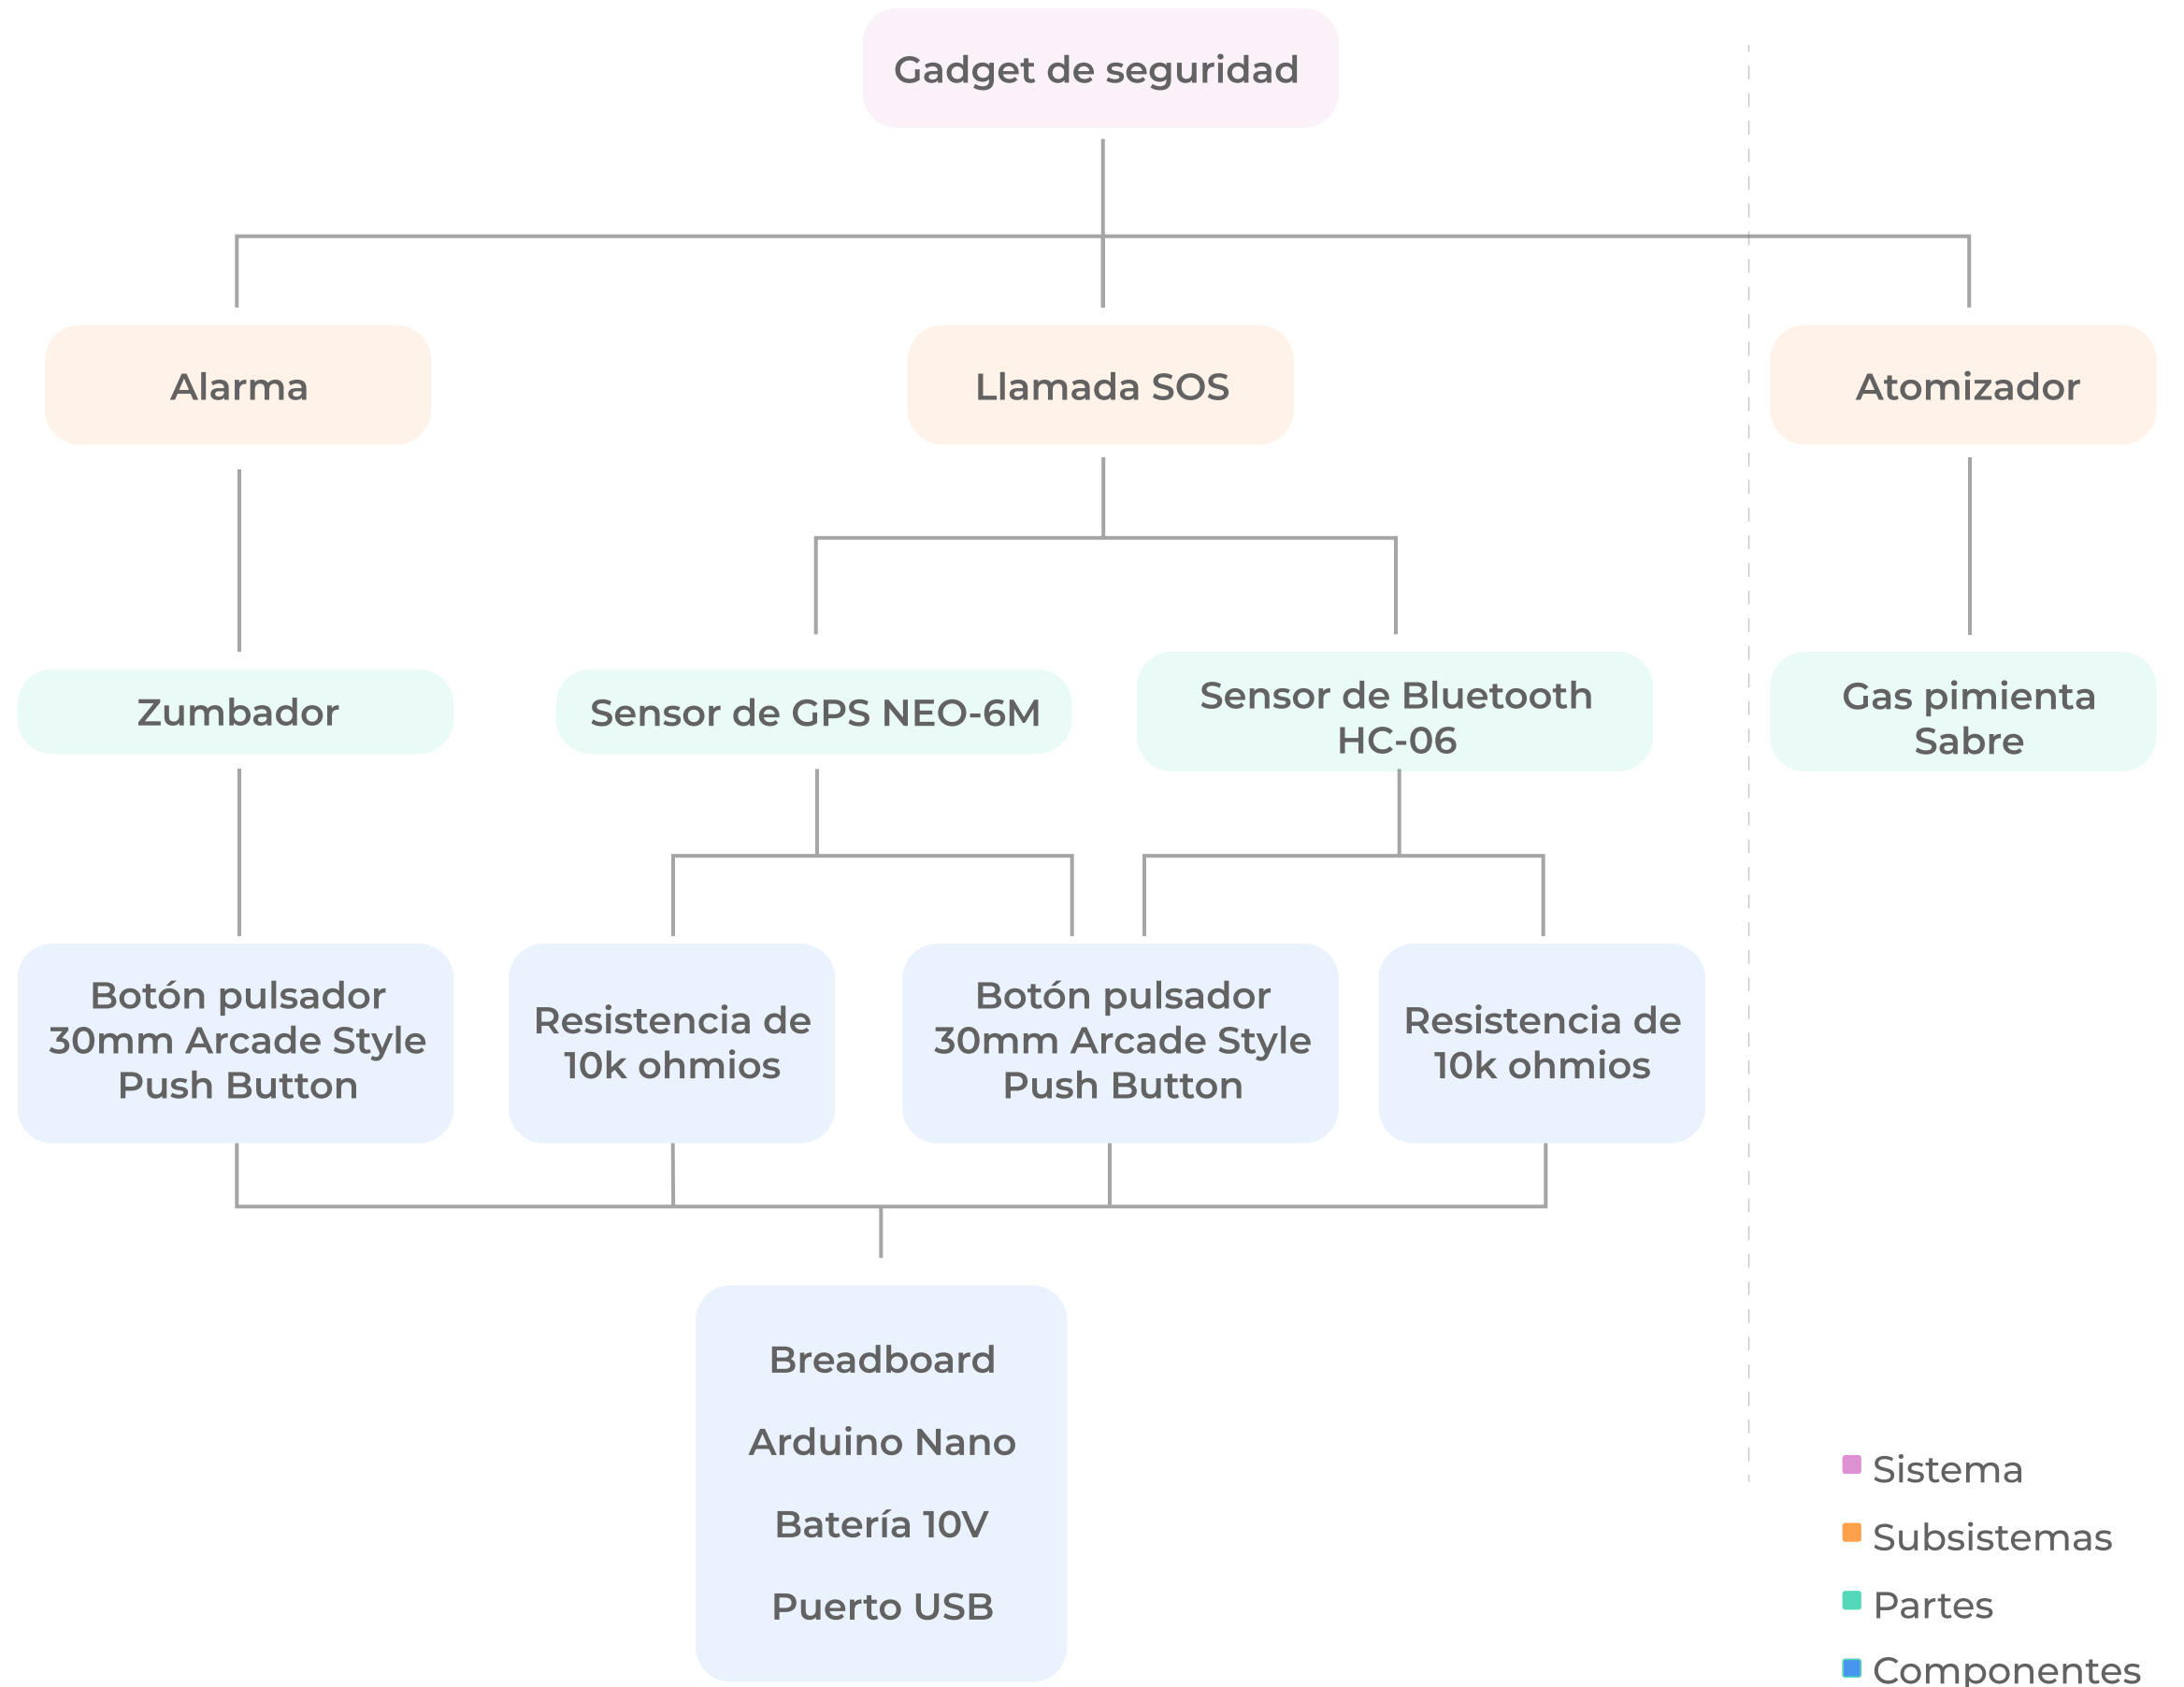 Gadget de seguridad
Alarma
Llamada SOS
Atomizador
Zumbador
Sensor de GPS NEO-6M
Sensor de Bluetooth
HC-06
Gaspimienta
Sabre
Botón pulsador
30mm Arcade Style
Push Button
Resistencia de
10k ohmios
Botón pulsador
30mm Arcade Style
Push Button
Resistencia de
10k ohmios
Breadboard
Arduino Nano
Batería 10V
Puerto USB
Sistema
Subsistemas
Partes
Componentes